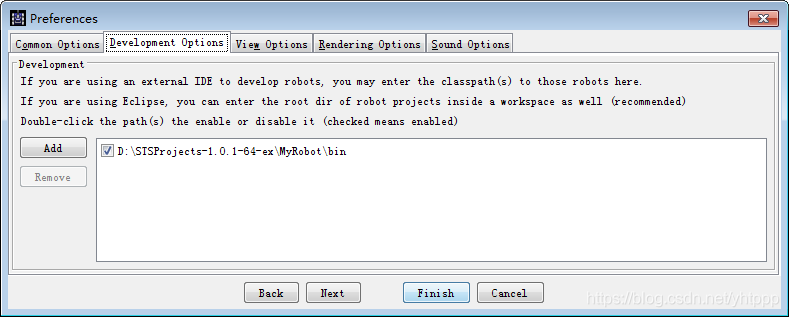 Preferences
Common Options Development Options View Options Rendering Options Sound Options
Development
If you are using an external IDE to develop robots, you may enter the classpath(s) to those robots here.
If you are using Eclipse, you can enter the root dir of robot projects inside a workspace as well (recommended)
Double-click the path(s) the enable or disable it (checked means enabled)
Add
D:\STSProjects-1.0.1-64-ex\MyRobot\bin
Remove
Back Next Finish Cancel
https://blog.csdn.net/yhtppp